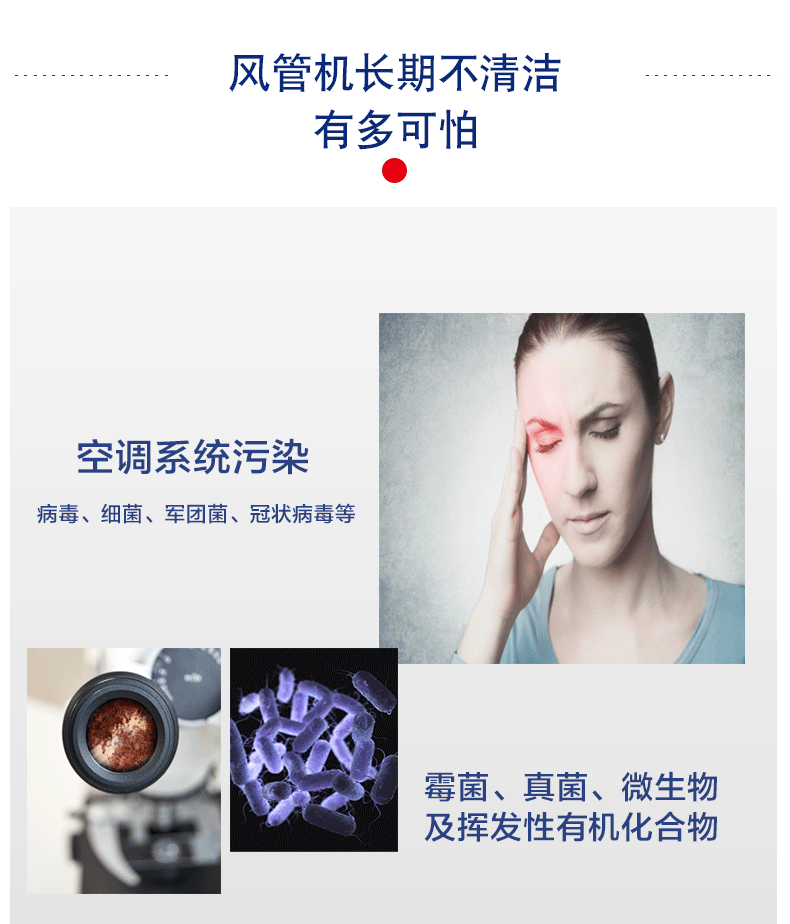 风管机长期不清洁
有多可怕
空调系统污染
病毒、细菌、军团菌、冠状病毒等
霉菌、真菌、微生物
及挥发性有机化合物